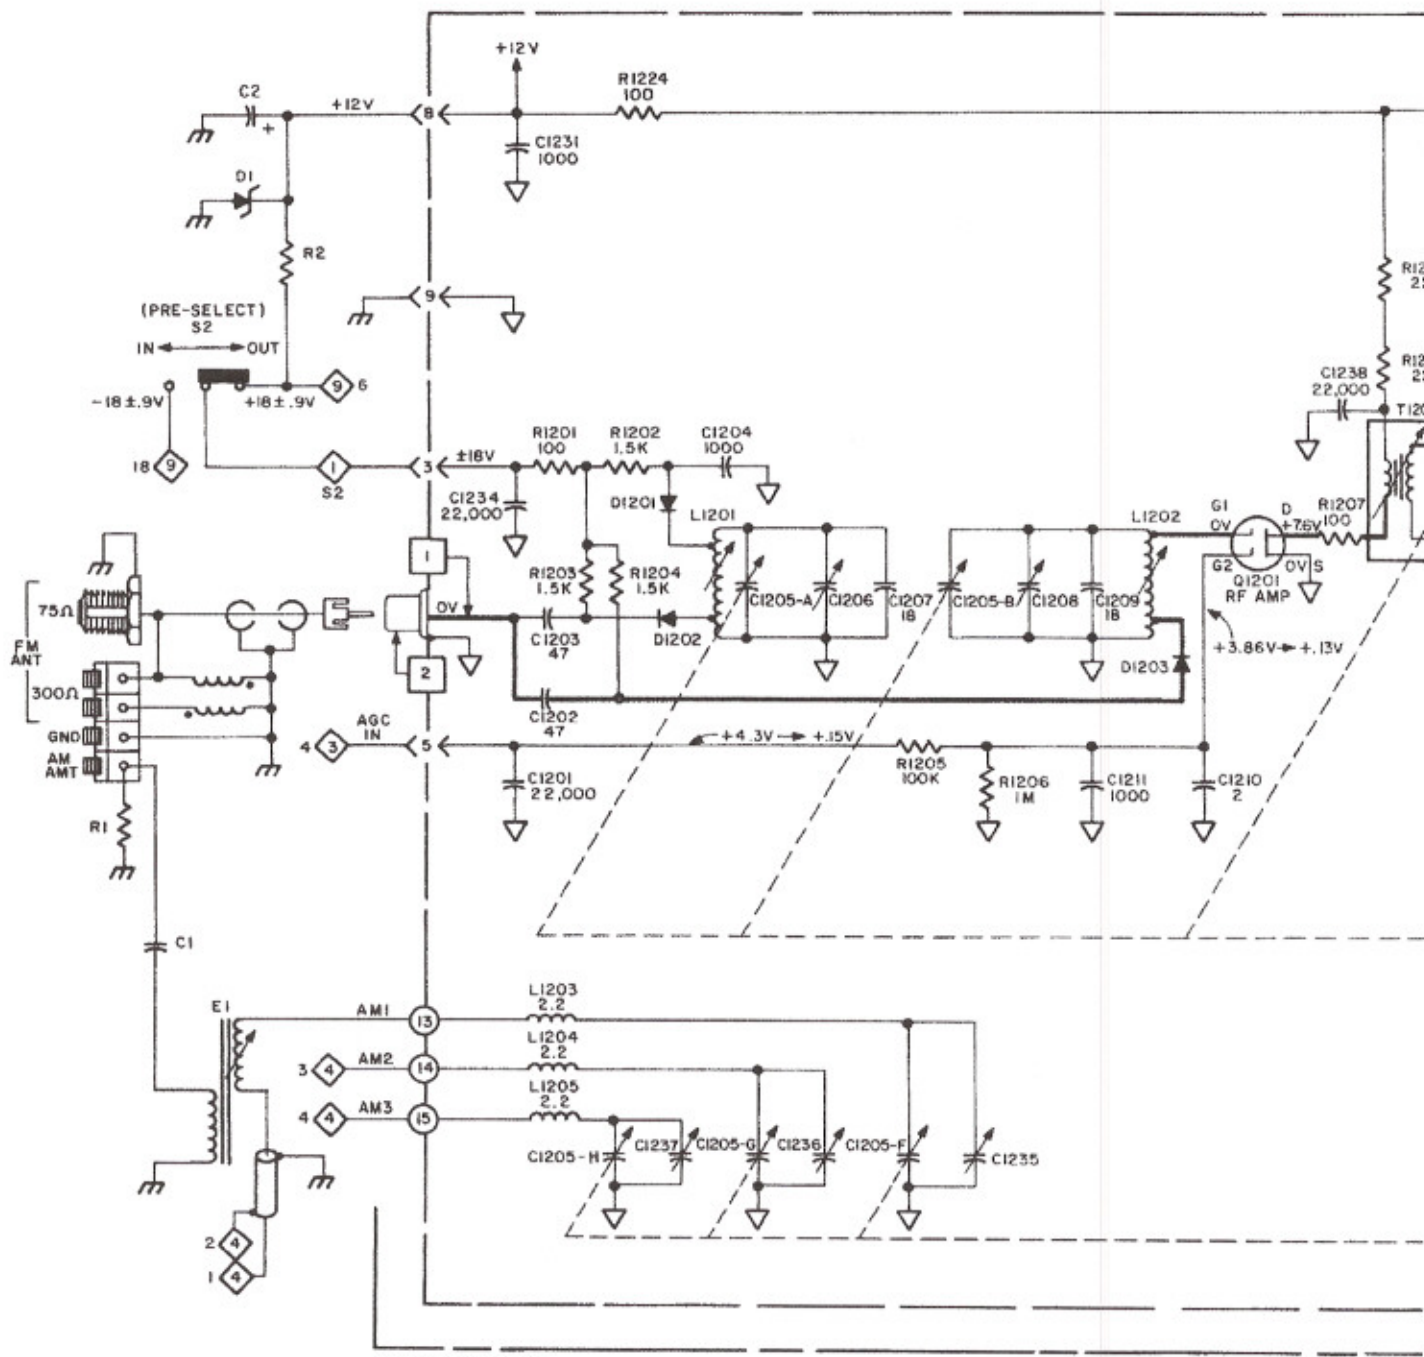 +12V
R1224
100
C2
+
+12V
8
C1231
1000
D1
R2
9
(PRE-SELECT)
S2
IN OUT
9 6
-18±.9V +18±.9V
18 9
1
S2
3
±18V
R1201
100
R1202
1.5K
C1204
1000
C1234
22,000
D1201
L1201
1
R1203
1.5K
R1204
1.5K
0V
C1203
47
D1202
C1205-A
C1206
C1207
18
C1205-B
C1208
C1209
18
L1202
G1
0V
G2
D
+7.6V
0V S
Q1201
RF AMP
R1207
100
C1238
22,000
D1203
+3.86V +.13V
FM
ANT
75Ω
300Ω
GND
AM
AMT
2
C1202
47
4 3
AGC
IN
5
+4.3V +.15V
C1201
22,000
R1205
100K
R1206
1M
C1211
1000
C1210
2
R1
C1
E1
AM1
13
L1203
2.2
3 4
AM2
14
L1204
2.2
4 4
AM3
15
L1205
2.2
C1205-H
C1237
C1205-G
C1236
C1205-F
C1235
2 4
1 4